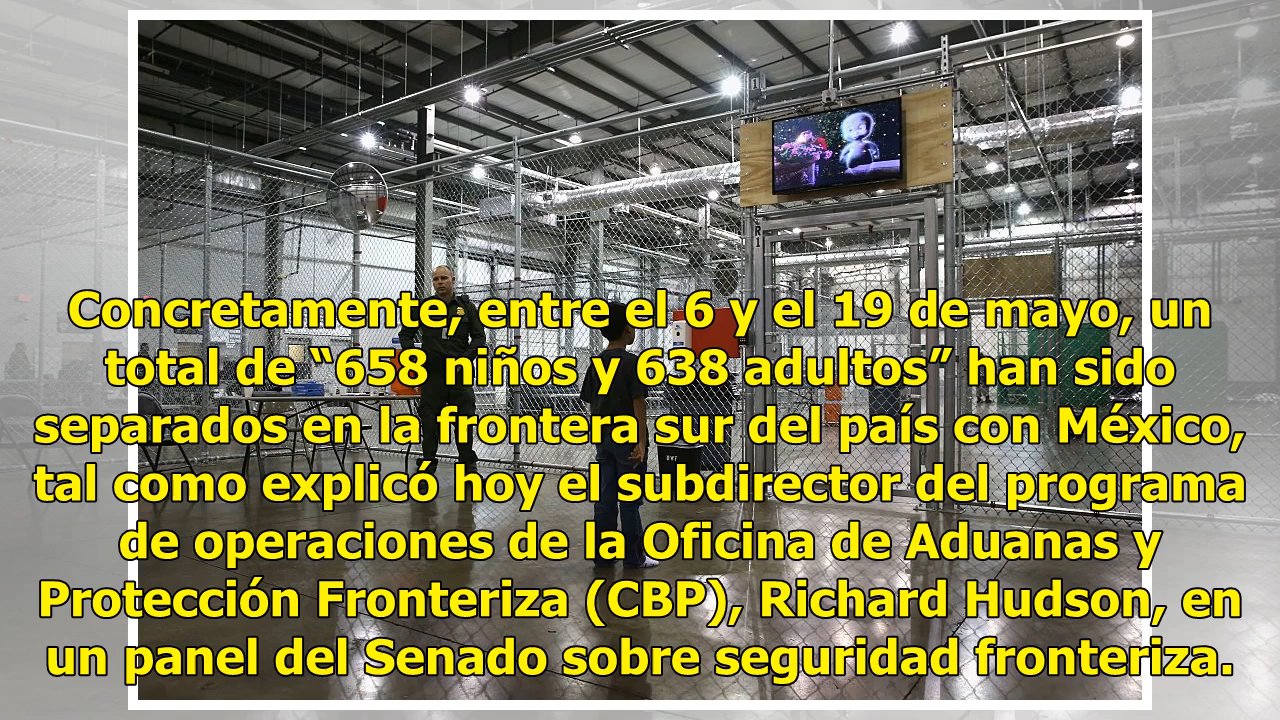 Concretamente, entre el 6 y el 19 de mayo, un
total de “658 niños y 638 adultos” han sido
separados en la frontera sur del país con México,
tal como explicó hoy el subdirector del programa
de operaciones de la Oficina de Aduanas y
Protección Fronteriza (CBP), Richard Hudson, en
un panel del Senado sobre seguridad fronteriza.